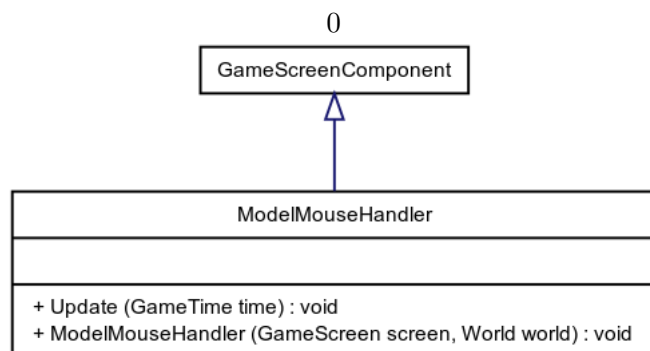 0
GameScreenComponent
ModelMouseHandler
+ Update (GameTime time) : void
+ ModelMouseHandler (GameScreen screen, World world) : void